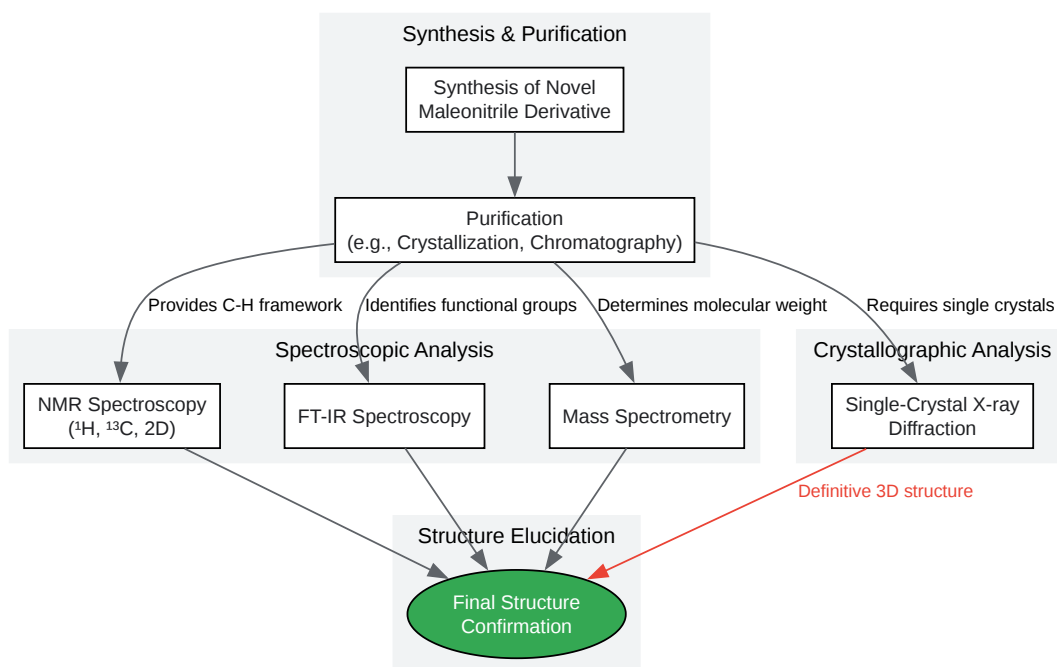 Synthesis & Purification
Synthesis of Novel
Maleonitrile Derivative
Purification
(e.g., Crystallization, Chromatography)
Provides C-H framework
Identifies functional groups
Determines molecular weight
Requires single crystals
Spectroscopic Analysis
Crystallographic Analysis
NMR Spectroscopy
(¹H, ¹³C, 2D)
FT-IR Spectroscopy
Mass Spectrometry
Single-Crystal X-ray
Diffraction
Definitive 3D structure
Structure Elucidation
Final Structure
Confirmation